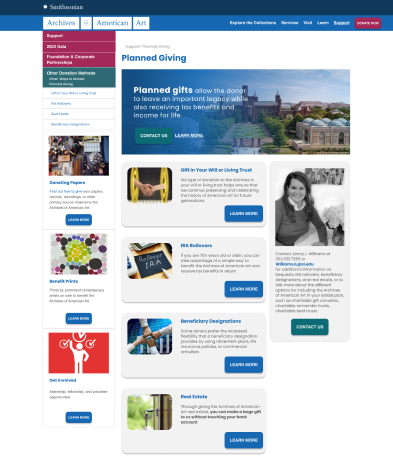 Smithsonian
Archives of American Art
Explore the Collections Services Visit Learn Support DONATE NOW
Support
2023 Gala
Foundation & Corporate
Partnerships
Other Donation Methods
Other Ways to Donate
Planned Giving
Gift in Your Will or Living Trust
IRA Rollovers
Real Estate
Beneficiary Designations
Donating Papers
Find out how to give your papers,
records, recordings, or other
primary source material to the
Archives of American Art
LEARN MORE
Benefit Prints
Prints by prominent contemporary
artists on sale to benefit the
Archives of American Art
LEARN MORE
Get Involved
Internship, fellowship, and volunteer
opportunities
LEARN MORE
Support | Planned Giving
Planned Giving
Planned gifts allow the donor
to leave an important legacy while
also receiving tax benefits and
income for life.
CONTACT US LEARN MORE
Gift in Your Will or Living Trust
type of donation to the Archives in
your will or living trust helps ensure that
we continue preserving and celebrating
the history of American art for future
generations.
LEARN MORE
Rollover
IRA
IRA Rollovers
If you are 70½ years old or older, you can
take advantage of a simple way to
benefit the Archives of American Art and
receive tax benefits in return
LEARN MORE
Beneficiary Designations
Some donors prefer the increased
flexibility that a beneficiary designation
provides by using retirement plans, life
insurance policies, or commercial
annuities
LEARN MORE
Real Estate
Through giving the Archives of American
Art real estate, you can make a large gift
to us without touching your bank
account
LEARN MORE
Contact Jenny L. Williams at
for additional information on
bequests, IRA rollovers, beneficiary
designations, and real estate, or to
talk more about the different
options for including the Archives
of American Art in your estate plan,
such as charitable gift annuities,
charitable remainder trusts,
charitable lead trusts.
CONTACT US